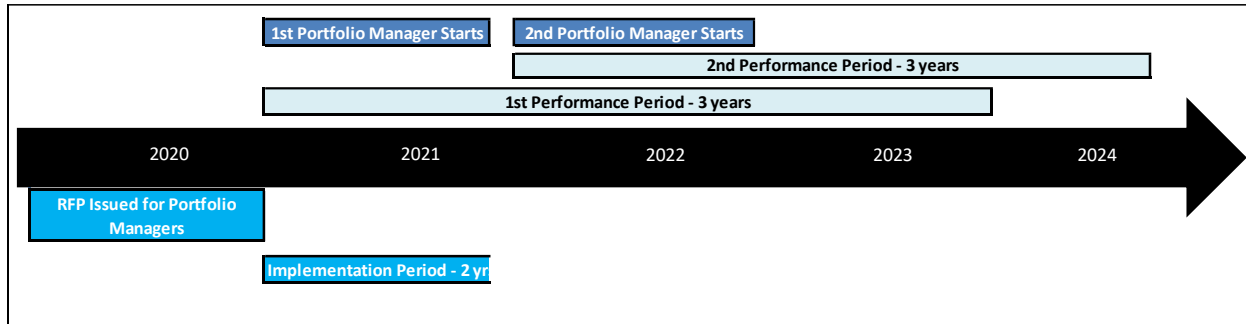 1st Portfolio Manager Starts
2nd Portfolio Manager Starts
2nd Performance Period - 3 years
1st Performance Period - 3 years
2020 2021 2022 2023 2024
RFP Issued for Portfolio
Managers
Implementation Period - 2 yr